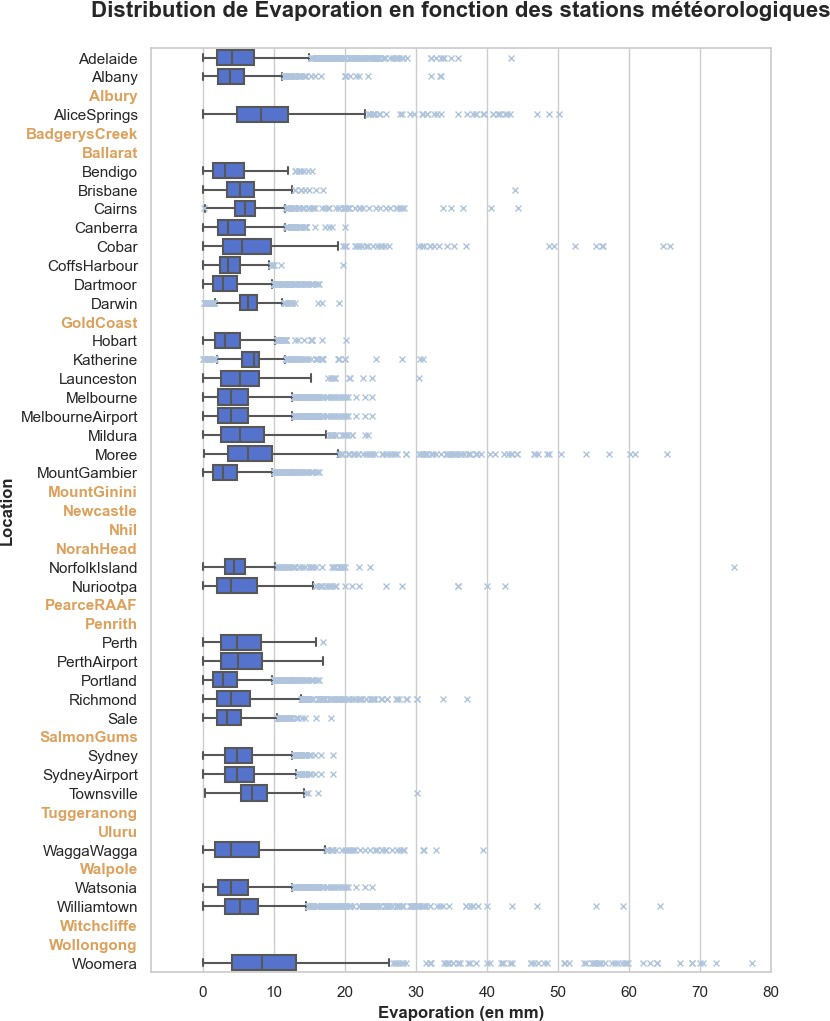 Distribution de Evaporation en fonction des stations météorologiques
Adelaide
Albany
Albury
AliceSprings
BadgerysCreek
Ballarat
Bendigo
Brisbane
Cairns
Canberra
Cobar
CoffsHarbour
Dartmoor
Darwin
GoldCoast
Hobart
Katherine
Launceston
Melbourne
MelbourneAirport
Mildura
Moree
MountGambier
MountGinini
Newcastle
Nhil
NorahHead
NorfolkIsland
Nuriootpa
PearceRAAF
Penrith
Perth
PerthAirport
Portland
Richmond
Sale
SalmonGums
Sydney
SydneyAirport
Townsville
Tuggeranong
Uluru
WaggaWagga
Walpole
Watsonia
Williamtown
Witchcliffe
Wollongong
Woomera
Location
0 10 20 30 40 50 60 70 80
Evaporation (en mm)